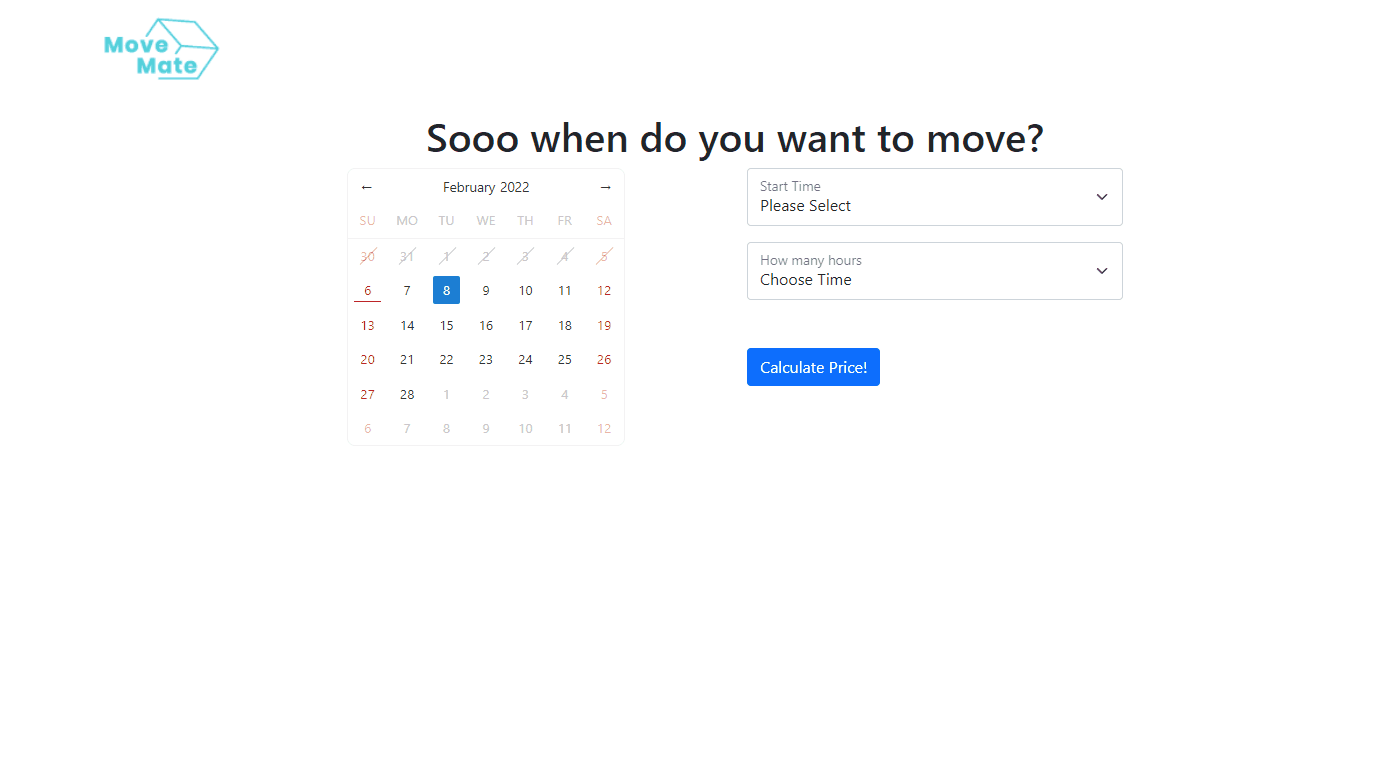 Move
Mate
Sooo when do you want to move?
← February 2022 →
SU MO TU WE TH FR SA
30 31 1 2 3 4 5
6 7 8 9 10 11 12
13 14 15 16 17 18 19
20 21 22 23 24 25 26
27 28 1 2 3 4 5
6 7 8 9 10 11 12
Start Time
Please Select
How many hours
Choose Time
Calculate Price!